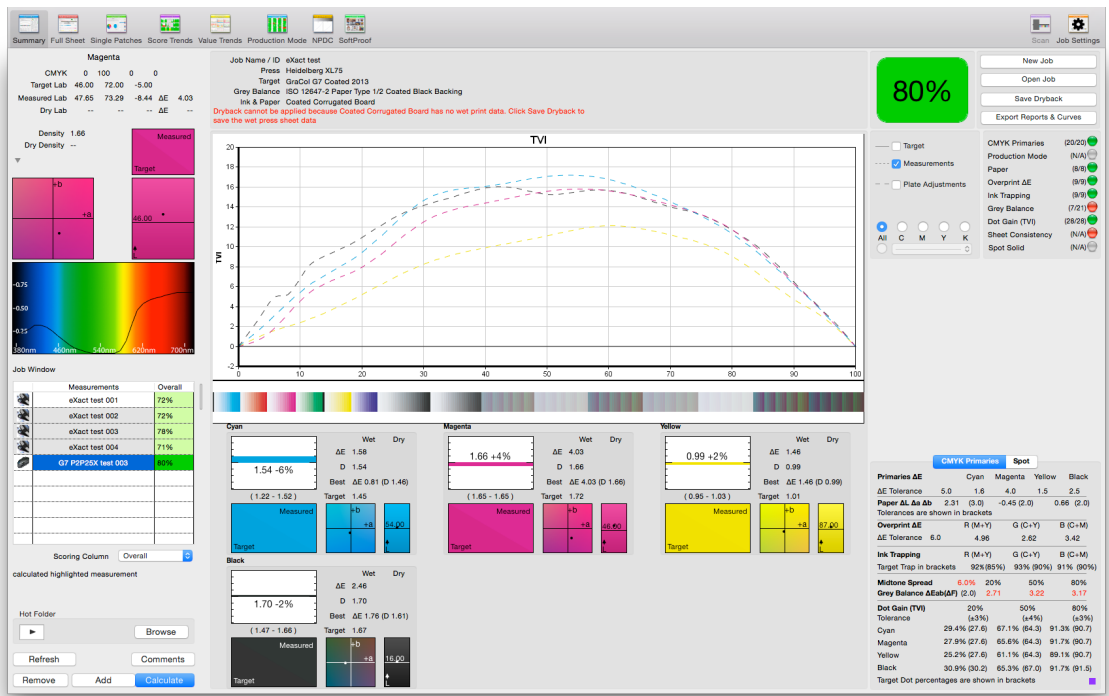 Summary Full Sheet Single Patches Score Trends Value Trends Production Mode NPDC SoftProof Scan Job Settings
Magenta
CMYK 0 100 0 0
Target Lab 46.00 72.00 -5.00
Measured Lab 47.65 73.29 -8.44 ΔE 4.03
Dry Lab -- -- -- ΔE --
Density 1.66
Dry Density --
Measured
Target
+b
+a
46.00
L
-0.75
-0.50
-0.25
380nm 460nm 540nm 620nm 700nm
Job Window
Measurements Overall
eXact test 001 72%
eXact test 002 72%
eXact test 003 78%
eXact test 004 71%
G7 P2P25X test 003 80%
Scoring Column Overall
calculated highlighted measurement
Hot Folder
Browse
Refresh Comments
Remove Add Calculate
Job Name / ID eXact test
Press Heidelberg XL75
Target GraCol G7 Coated 2013
Grey Balance ISO 12647-2 Paper Type 1/2 Coated Black Backing
Ink & Paper Coated Corrugated Board
Dryback cannot be applied because Coated Corrugated Board has no wet print data. Click Save Dryback to
save the wet press sheet data
TVI
TVI
20
18
16
14
12
10
8
6
4
2
0
-2
0 10 20 30 40 50 60 70 80 90 100
Cyan
Wet Dry
1.54 -6%
ΔE 1.58
D 1.54
Best ΔE 0.81 (D 1.46)
( 1.22 - 1.52 ) Target 1.45
Measured
Target
+b
+a
54.00
L
Magenta
Wet Dry
1.66 +4%
ΔE 4.03
D 1.66
Best ΔE 4.03 (D 1.66)
( 1.65 - 1.65 ) Target 1.72
Measured
Target
+b
+a
46.00
L
Yellow
Wet Dry
0.99 +2%
ΔE 1.46
D 0.99
Best ΔE 1.46 (D 0.99)
( 0.95 - 1.03 ) Target 1.01
Measured
Target
+b
+a
87.00
L
Black
Wet Dry
1.70 -2%
ΔE 2.46
D 1.70
Best ΔE 1.76 (D 1.61)
( 1.47 - 1.66 ) Target 1.67
Measured
Target
+b
+a
16.00
L
80%
New Job
Open Job
Save Dryback
Export Reports & Curves
Target
Measurements
Plate Adjustments
All C M Y K
CMYK Primaries (20/20)
Production Mode (N/A)
Paper (8/8)
Overprint ΔE (9/9)
Ink Trapping (9/9)
Grey Balance (7/21)
Dot Gain (TVI) (28/28)
Sheet Consistency (N/A)
Spot Solid (N/A)
CMYK Primaries Spot
Primaries ΔE Cyan Magenta Yellow Black
ΔE Tolerance 5.0 1.6 4.0 1.5 2.5
Paper ΔL Δa Δb 2.31 (3.0) -0.45 (2.0) 0.66 (2.0)
Tolerances are shown in brackets
Overprint ΔE R (M+Y) G (C+Y) B (C+M)
ΔE Tolerance 6.0 4.96 2.62 3.42
Ink Trapping R (M+Y) G (C+Y) B (C+M)
Target Trap in brackets 92%(85%) 93% (90%) 91% (90%)
Midtone Spread 6.0% 20% 50% 80%
Grey Balance ΔEab(ΔF) (2.0) 2.71 3.22 3.17
Dot Gain (TVI) 20% 50% 80%
Tolerance (±3%) (±4%) (±3%)
Cyan 29.4% (27.6) 67.1% (64.3) 91.3% (90.7)
Magenta 27.9% (27.6) 65.6% (64.3) 91.7% (90.7)
Yellow 25.2% (27.6) 61.1% (64.3) 89.1% (90.7)
Black 30.9% (30.2) 65.3% (67.0) 91.7% (91.5)
Target Dot percentages are shown in brackets